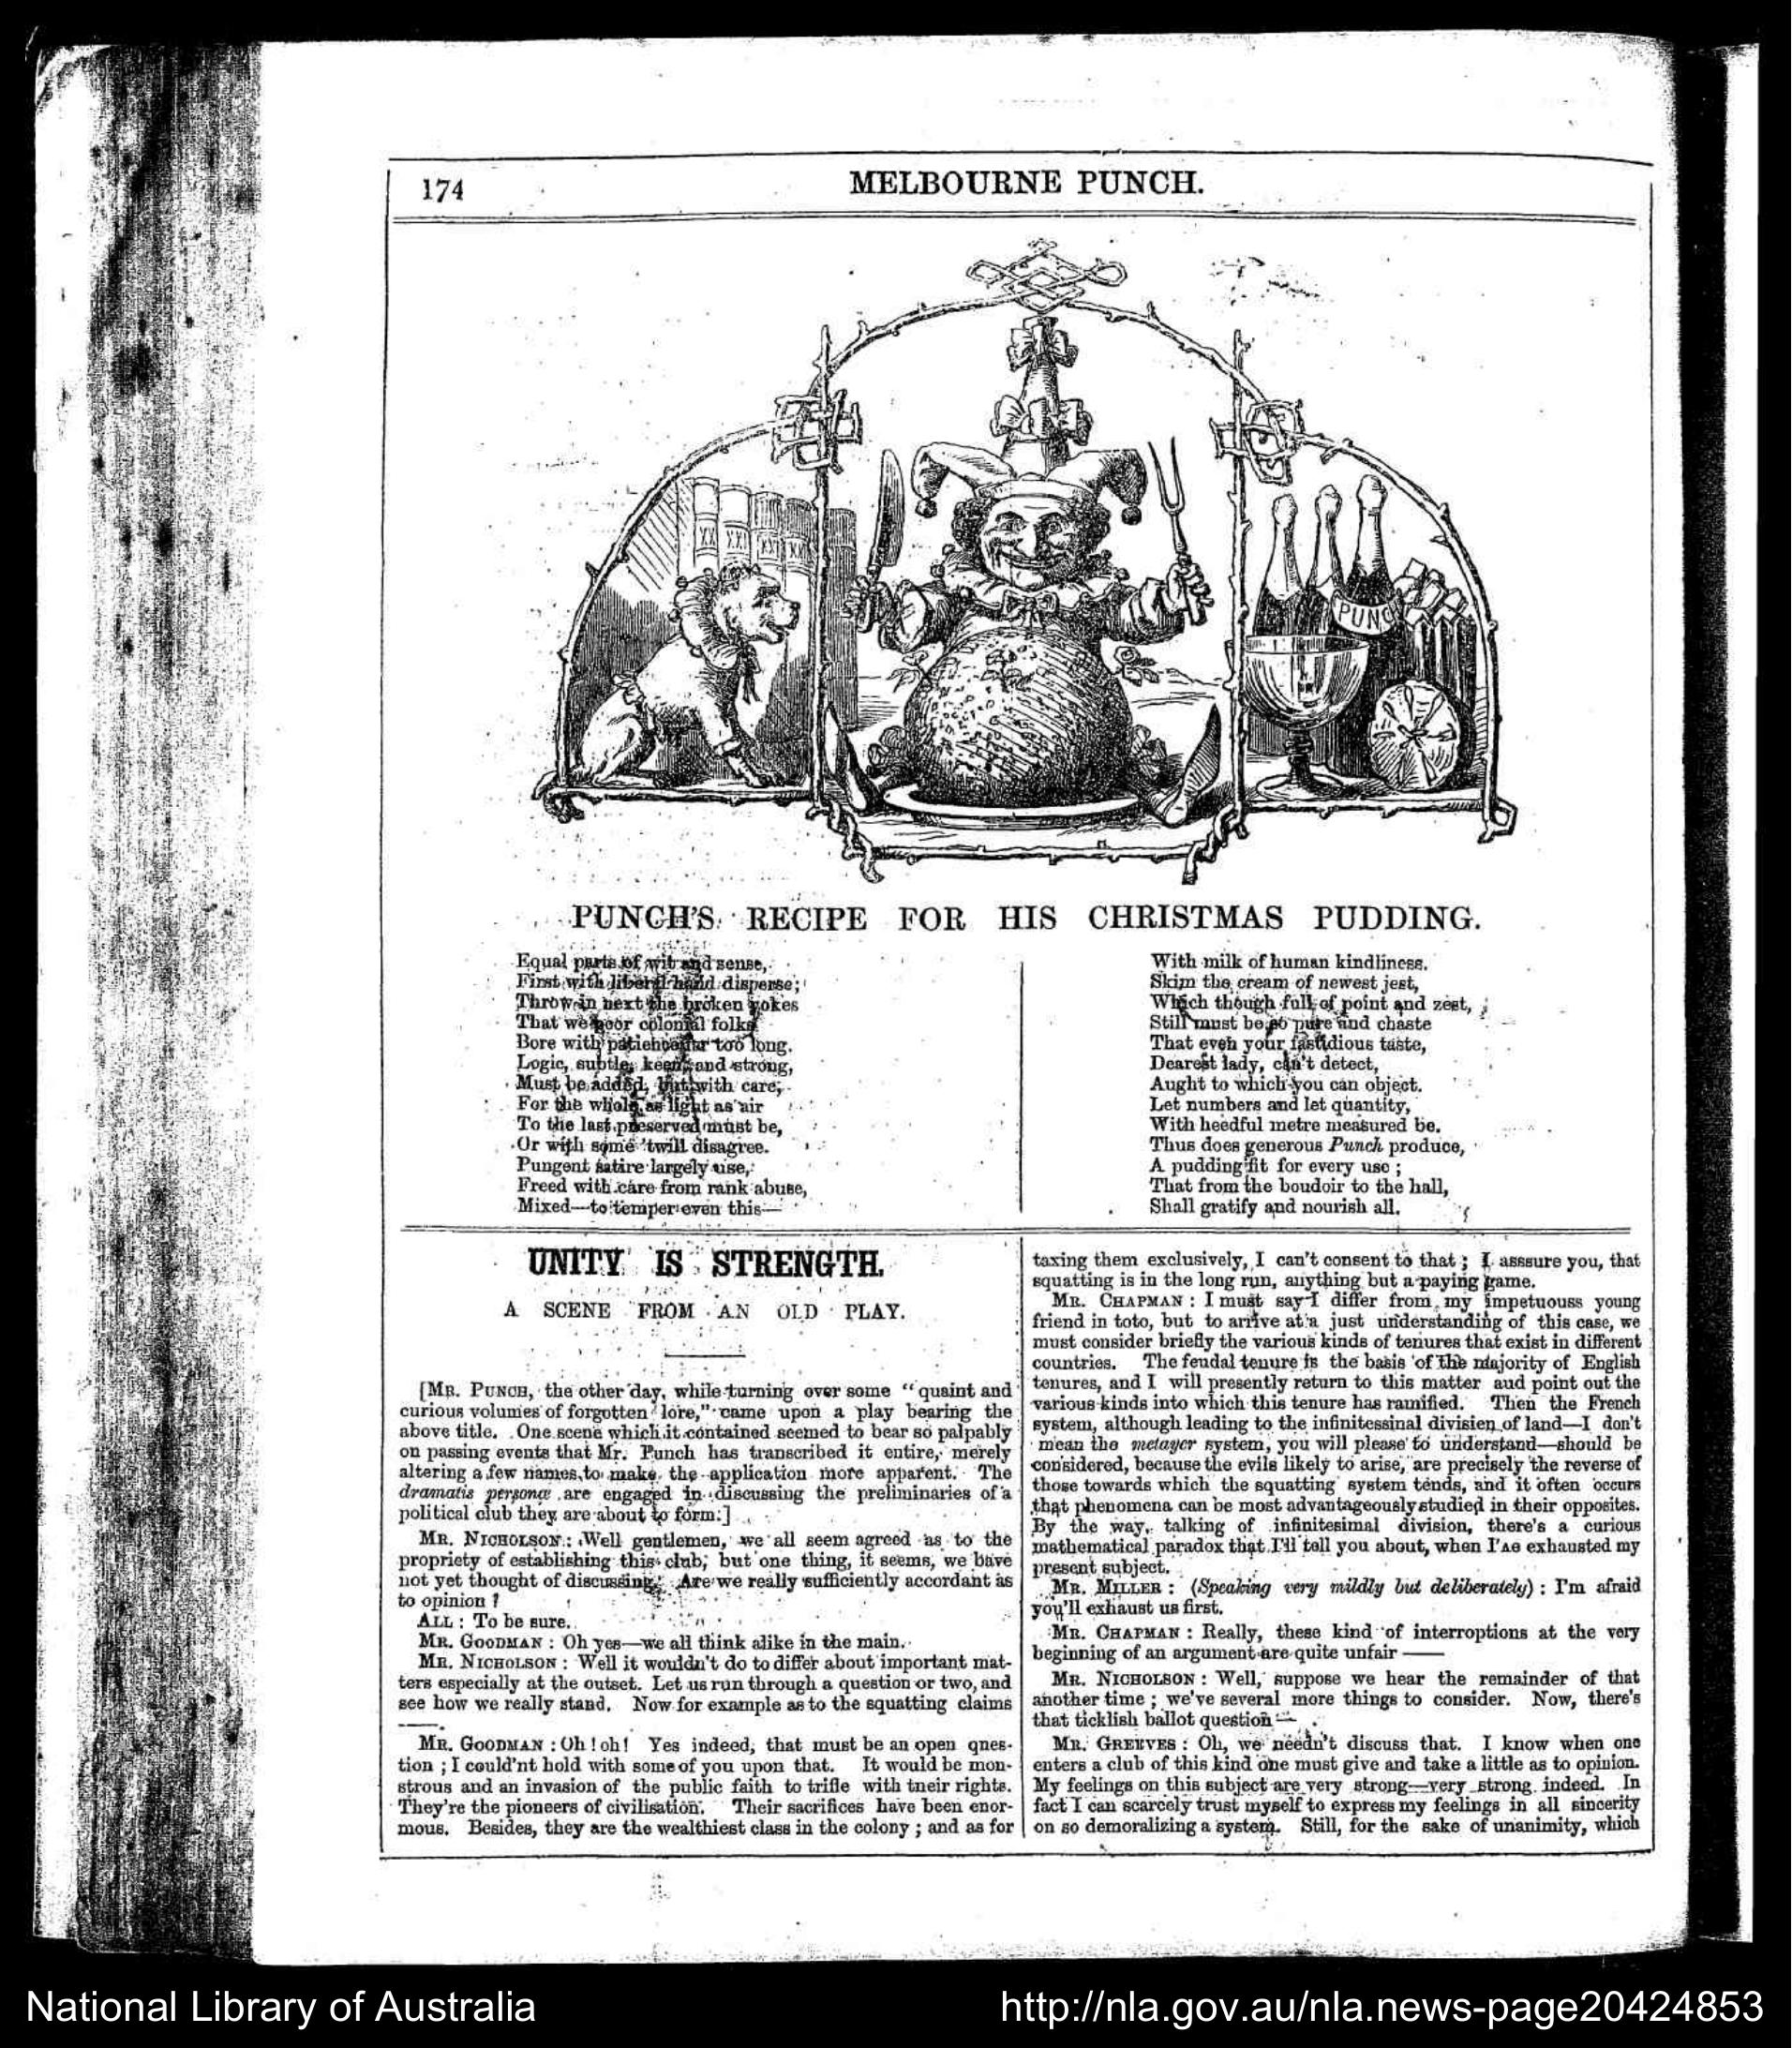 174
MELBOURNE PUNCH.
XX
XXI
XXI
XX
PUNC
PUNCH'S RECIPE FOR HIS CHRISTMAS PUDDING.
Equal parts of wit and sense,
First with liberal hand disperse;
Throw in next the broken yokes
That we poor colonial folks
Bore with patience far too long.
Logic, subtle, keen, and strong,
Must be added, but with care,
For the whole as light as air
To the last preserved must be,
Or with some 'twill disagree.
Pungent satire largely use,
Freed with care from rank abuse,
Mixed—to temper even this—
With milk of human kindliness.
Skim the cream of newest jest,
Which though full of point and zest,
Still must be so pure and chaste
That even your fastidious taste,
Dearest lady, can't detect,
Aught to which you can object.
Let numbers and let quantity,
With heedful metre measured be.
Thus does generous Punch produce,
A pudding fit for every use;
That from the boudoir to the hall,
Shall gratify and nourish all.
UNITY IS STRENGTH.
A SCENE FROM AN OLD PLAY.
[MR. PUNCH, the other day, while turning over some "quaint and
curious volumes of forgotten lore," came upon a play bearing the
above title. One scene which it contained seemed to bear so palpably
on passing events that Mr. Punch has transcribed it entire, merely
altering a few names to make the application more apparent. The
dramatis personæ are engaged in discussing the preliminaries of a
political club they are about to form.]
MR. NICHOLSON: Well gentlemen, we all seem agreed as to the
propriety of establishing this club, but one thing, it seems, we have
not yet thought of discussing. Are we really sufficiently accordant as
to opinion?
ALL: To be sure.
MR. GOODMAN: Oh yes—we all think alike in the main.
MR. NICHOLSON: Well it wouldn't do to differ about important mat-
ters especially at the outset. Let us run through a question or two, and
see how we really stand. Now for example as to the squatting claims
——.
MR. GOODMAN: Oh! oh! Yes indeed, that must be an open ques-
tion; I could'nt hold with some of you upon that. It would be mon-
strous and an invasion of the public faith to trifle with tneir rights.
They're the pioneers of civilisation. Their sacrifices have been enor-
mous. Besides, they are the wealthiest class in the colony; and as for
taxing them exclusively, I can't consent to that; I asssure you, that
squatting is in the long run, anything but a paying game.
MR. CHAPMAN: I must say I differ from my impetuouss young
friend in toto, but to arrive at a just understanding of this case, we
must consider briefly the various kinds of tenures that exist in different
countries. The feudal tenure is the basis of the majority of English
tenures, and I will presently return to this matter aud point out the
various kinds into which this tenure has ramified. Then the French
system, although leading to the infinitessinal divisien of land—I don't
mean the metayer system, you will please to understand—should be
considered, because the evils likely to arise, are precisely the reverse of
those towards which the squatting system tends, and it often occurs
that phenomena can be most advantageously studied in their opposites.
By the way, talking of infinitesimal division, there's a curious
mathematical paradox that I'll tell you about, when I'ae exhausted my
present subject.
MR. MILLER: (Speaking very mildly but deliberately): I'm afraid
you'll exhaust us first.
MR. CHAPMAN: Really, these kind of interroptions at the very
beginning of an argument are quite unfair ——
MR. NICHOLSON: Well, suppose we hear the remainder of that
another time; we've several more things to consider. Now, there's
that ticklish ballot question—
MR. GREEVES: Oh, we needn't discuss that. I know when one
enters a club of this kind one must give and take a little as to opinion.
My feelings on this subject are very strong—very strong indeed. In
fact I can scarcely trust myself to express my feelings in all sincerity
on so demoralizing a system. Still, for the sake of unanimity, which
National Library of Australia
http://nla.gov.au/nla.news-page20424853